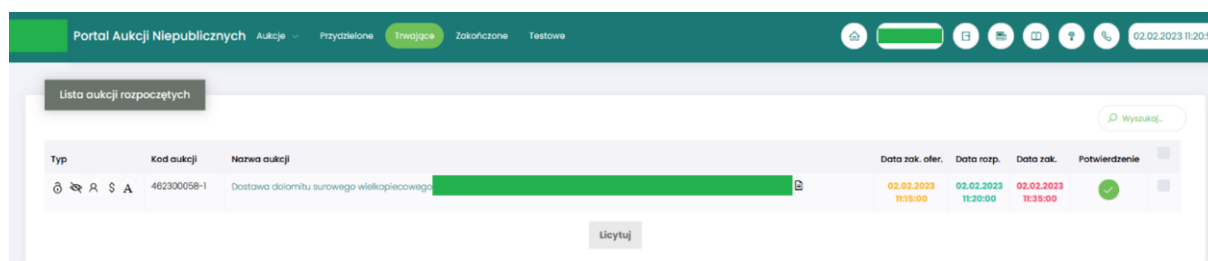 Portal Aukcji Niepublicznych Aukcje Przydzielone Trwające Zakończone Testowe 02.02.2023 11:20:
Lista aukcji rozpoczętych
Wyszukaj...
Typ Kod aukcji Nazwa aukcji Data zak. ofer. Data rozp. Data zak. Potwierdzenie
$ A 462300058-1 Dostawa dolomitu surowego wielkopiecowego 02.02.2023 02.02.2023 02.02.2023
11:15:00 11:20:00 11:35:00
Licytuj